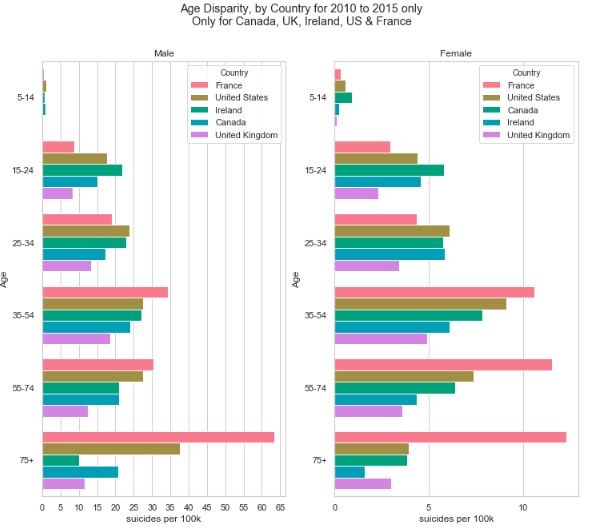 Age Disparity, by Country for 2010 to 2015 only
Only for Canada, UK, Ireland, US & France
Male
Country
France
United States
Ireland
Canada
United Kingdom
5-14
15-24
25-34
35-54
55-74
75+
Age
0 5 10 15 20 25 30 35 40 45 50 55 60 65
suicides per 100k
Female
Country
France
United States
Ireland
Canada
United Kingdom
5-14
15-24
25-34
35-54
55-74
75+
Age
0 5 10
suicides per 100k